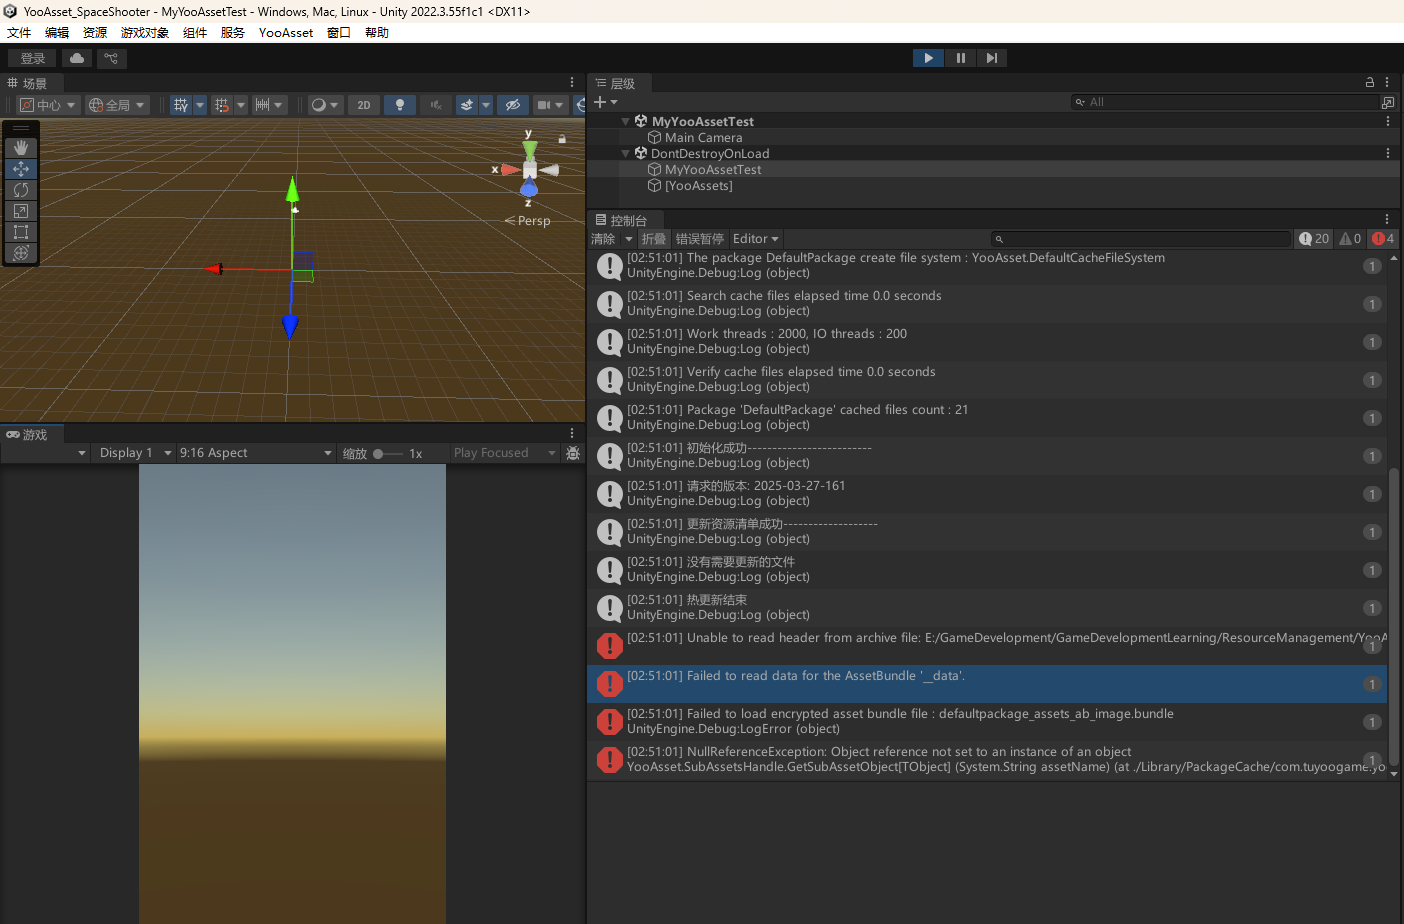 YooAsset_SpaceShooter - MyYooAssetTest - Windows, Mac, Linux - Unity 2022.3.55f1c1 <DX11>
文件 编辑 资源 游戏对象 组件 服务 YooAsset 窗口 帮助
登录
场景
中心 全局 2D
y
x
z
Persp
层级
All
MyYooAssetTest
Main Camera
DontDestroyOnLoad
MyYooAssetTest
[YooAssets]
控制台
清除 折叠 错误暂停 Editor 20 0 4
[02:51:01] The package DefaultPackage create file system : YooAsset.DefaultCacheFileSystem
UnityEngine.Debug:Log (object)
1
[02:51:01] Search cache files elapsed time 0.0 seconds
UnityEngine.Debug:Log (object)
1
[02:51:01] Work threads : 2000, IO threads : 200
UnityEngine.Debug:Log (object)
1
[02:51:01] Verify cache files elapsed time 0.0 seconds
UnityEngine.Debug:Log (object)
1
[02:51:01] Package 'DefaultPackage' cached files count : 21
UnityEngine.Debug:Log (object)
1
[02:51:01] 初始化成功-------------------------
UnityEngine.Debug:Log (object)
1
[02:51:01] 请求的版本: 2025-03-27-161
UnityEngine.Debug:Log (object)
1
[02:51:01] 更新资源清单成功-------------------
UnityEngine.Debug:Log (object)
1
[02:51:01] 没有需要更新的文件
UnityEngine.Debug:Log (object)
1
[02:51:01] 热更新结束
UnityEngine.Debug:Log (object)
1
[02:51:01] Unable to read header from archive file: E:/GameDevelopment/GameDevelopmentLearning/ResourceManagement/YooA
1
[02:51:01] Failed to read data for the AssetBundle '__data'.
1
[02:51:01] Failed to load encrypted asset bundle file : defaultpackage_assets_ab_image.bundle
UnityEngine.Debug:LogError (object)
1
[02:51:01] NullReferenceException: Object reference not set to an instance of an object
YooAsset.SubAssetsHandle.GetSubAssetObject[TObject] (System.String assetName) (at ./Library/PackageCache/com.tuyoogame.yo
1
游戏
Display 1 9:16 Aspect 缩放 1x Play Focused